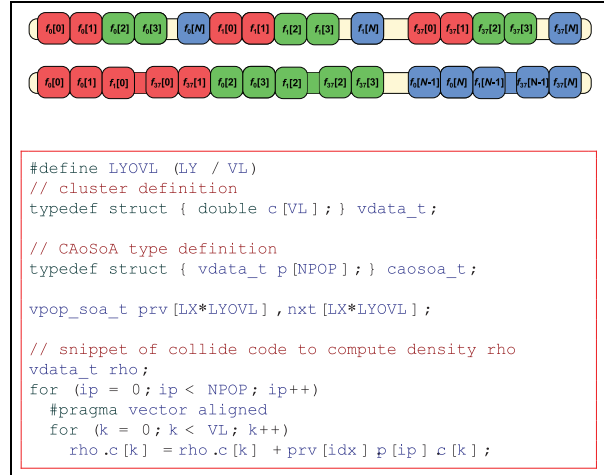 f0[0] f0[1] f0[2] f0[3] f0[N] f1[0] f1[1] f1[2] f1[3] f1[N] f37[0] f37[1] f37[2] f37[3] f37[N]
f0[0] f0[1] f1[0] f37[0] f37[1] f0[2] f0[3] f1[2] f37[2] f37[3] f0[N-1] f0[N] f1[N-1] f37[N-1] f37[N]
#define LYOVL (LY / VL)
// cluster definition
typedef struct { double c[VL]; } vdata_t;
// CAoSoA type definition
typedef struct { vdata_t p[NPOP]; } caosoa_t;
vpop_soa_t prv[LX*LYOVL],nxt[LX*LYOVL];
// snippet of collide code to compute density rho
vdata_t rho;
for (ip = 0; ip < NPOP; ip++)
#pragma vector aligned
for (k = 0; k < VL; k++)
rho.c[k] = rho.c[k] + prv[idx].p[ip].c[k];